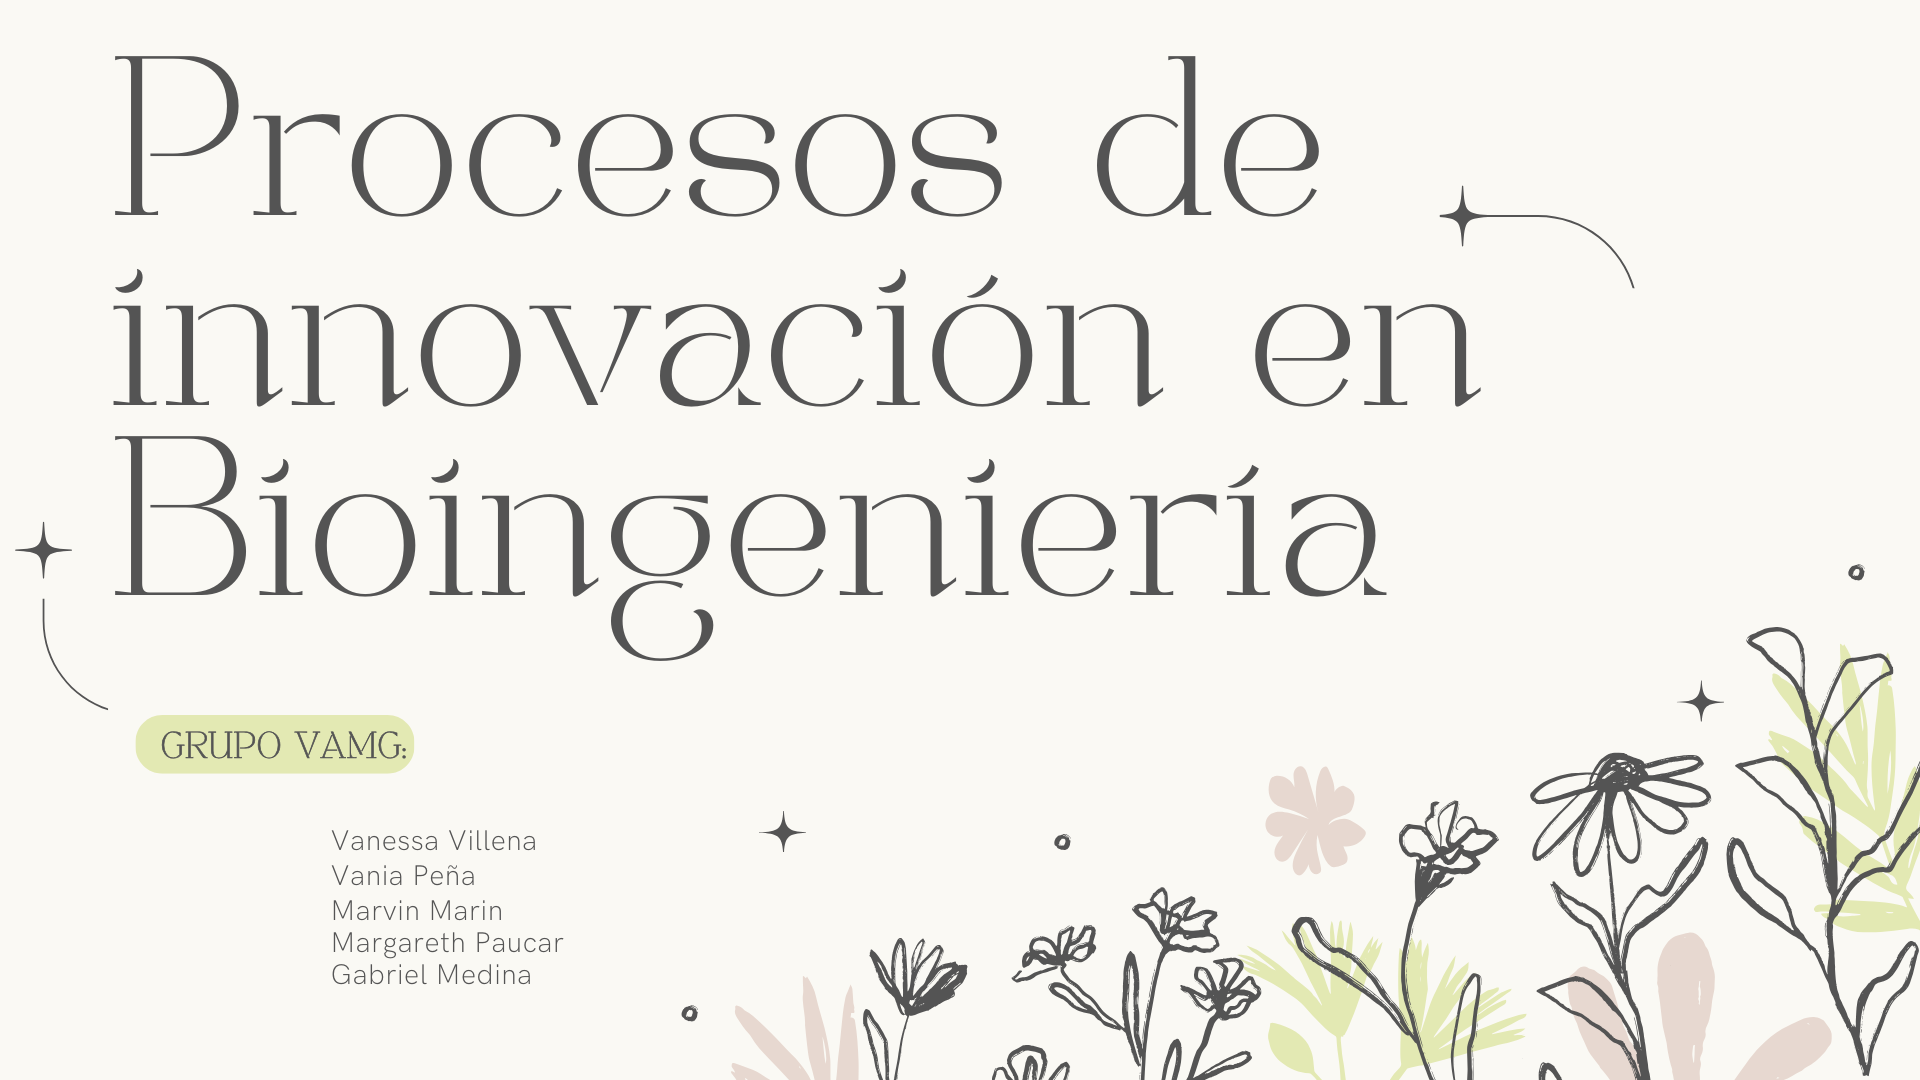 Procesos de
innovación en
Bioingeniería
GRUPO VAMG:
Vanessa Villena
Vania Peña
Marvin Marin
Margareth Paucar
Gabriel Medina